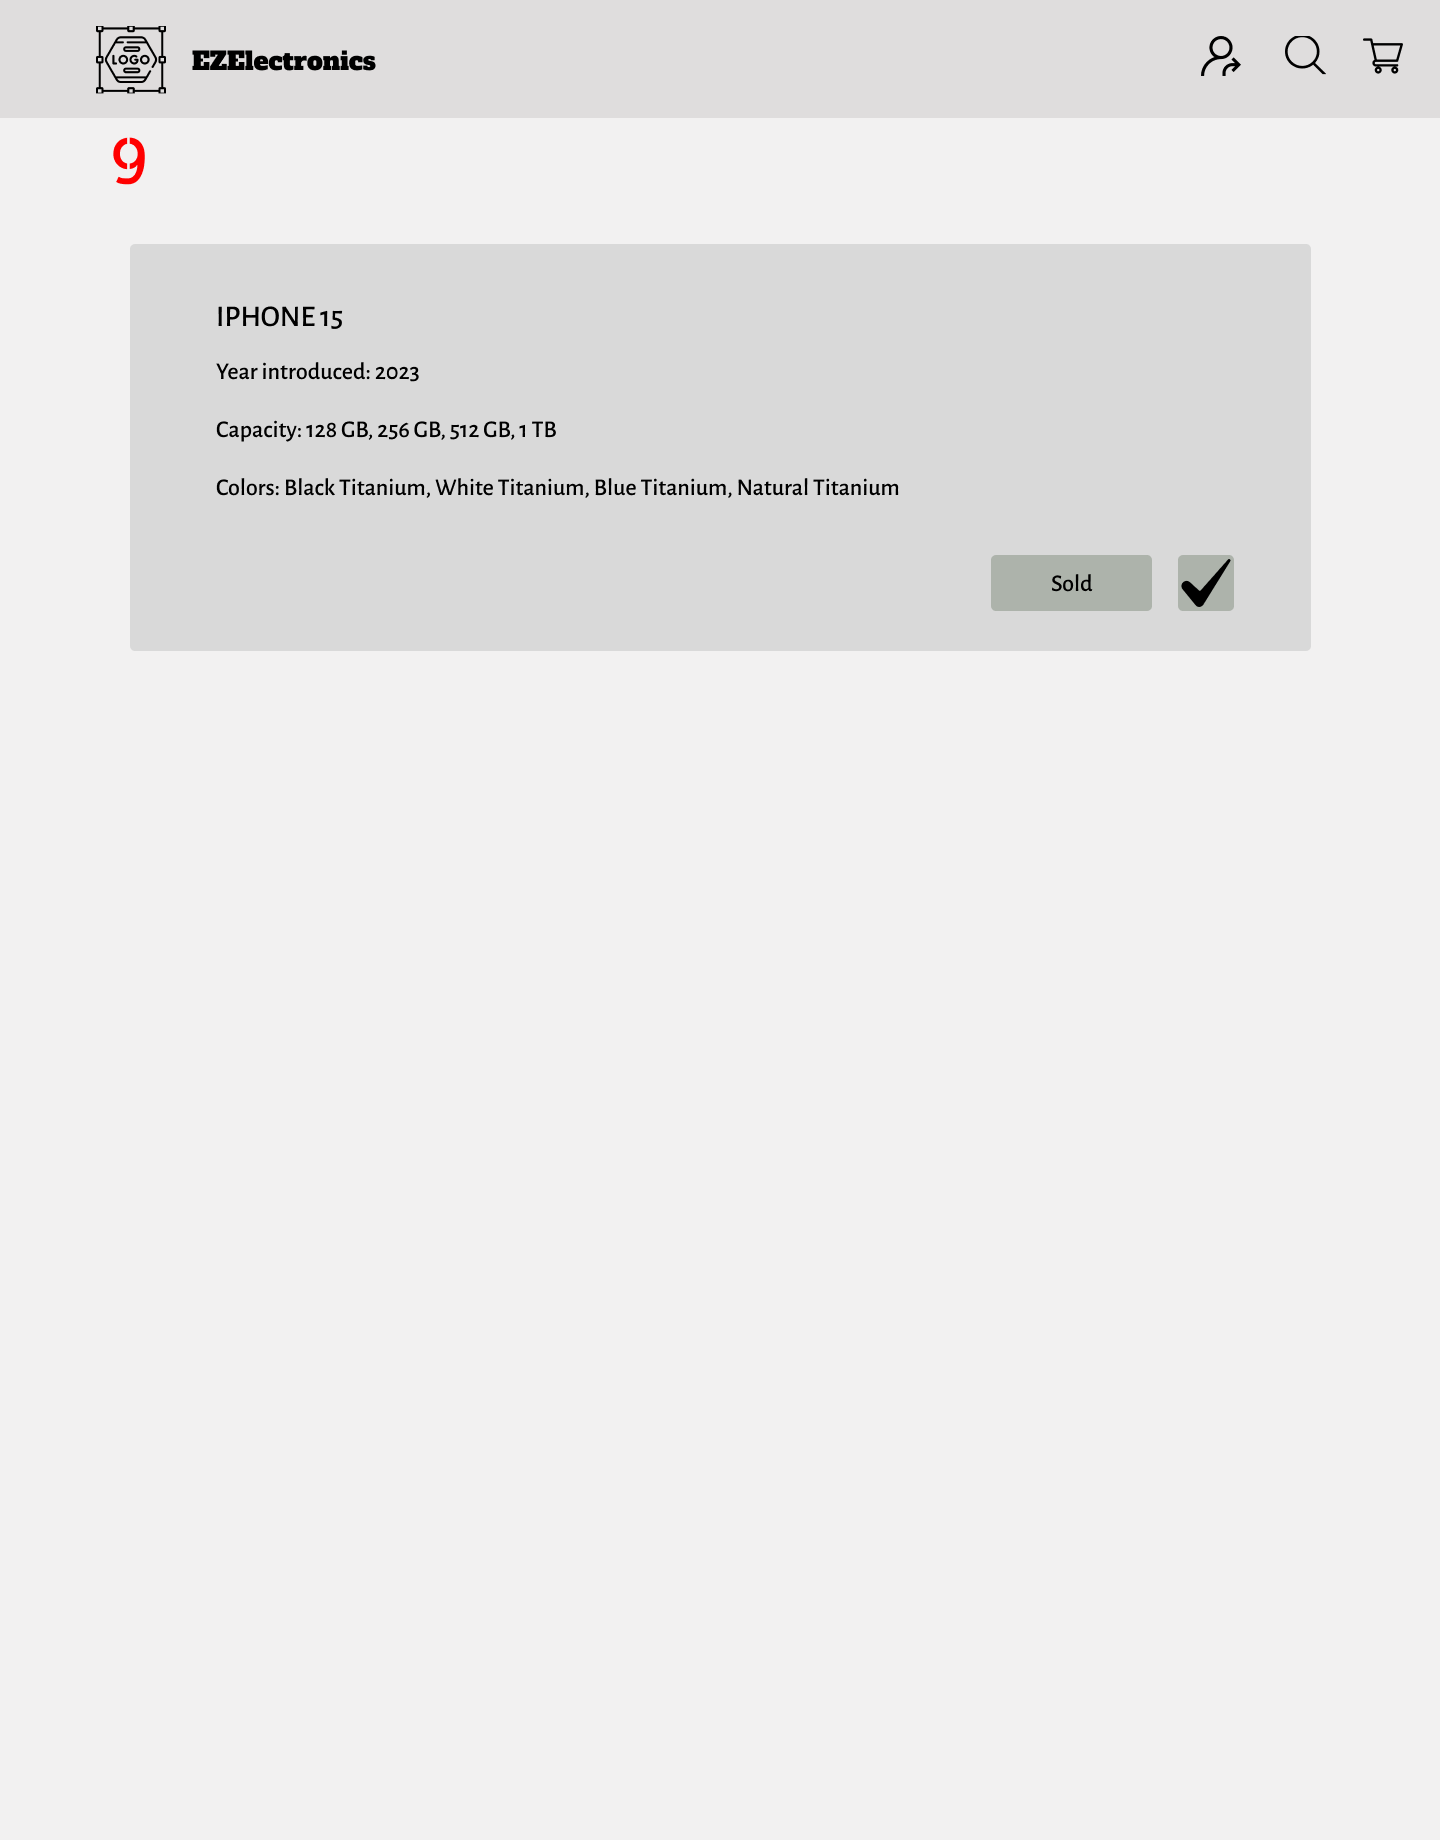 LOGO
EZElectronics
9
IPHONE 15
Year introduced: 2023
Capacity: 128 GB, 256 GB, 512 GB, 1 TB
Colors: Black Titanium, White Titanium, Blue Titanium, Natural Titanium
Sold